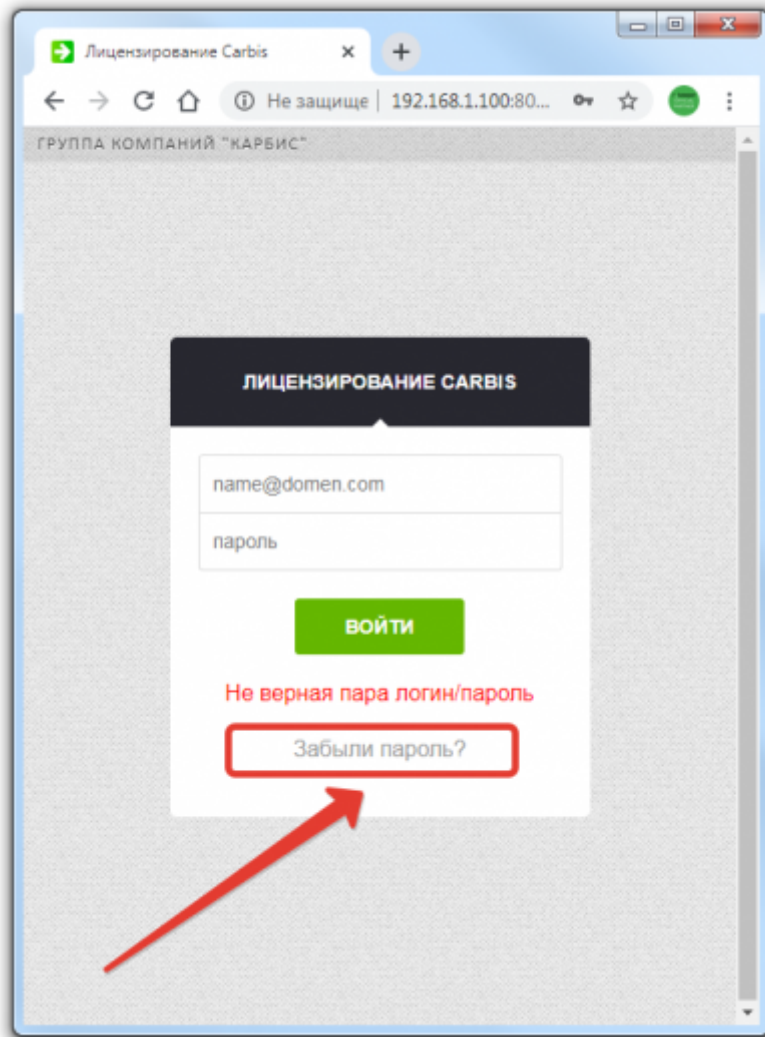 Лицензирование Carbis
Не защище | 192.168.1.100:80...
ГРУППА КОМПАНИЙ "КАРБИС"
ЛИЦЕНЗИРОВАНИЕ CARBIS
name@domen.com
пароль
ВОЙТИ
Не верная пара логин/пароль
Забыли пароль?